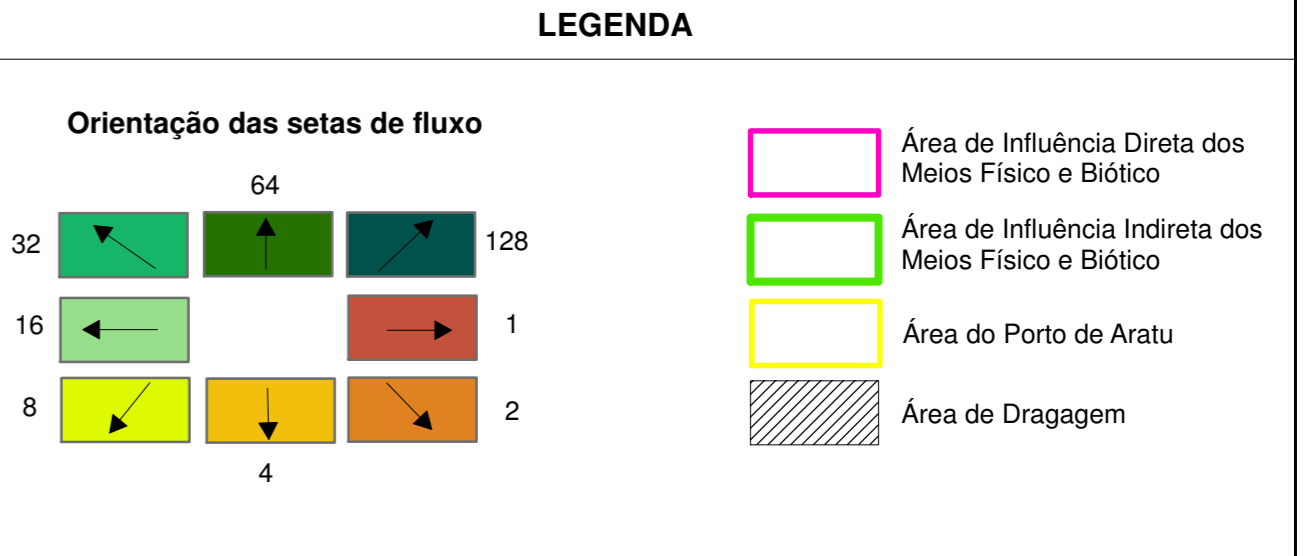 LEGENDA
Orientação das setas de fluxo
64
32
128
16
1
8
2
4
Área de Influência Direta dos
Meios Físico e Biótico
Área de Influência Indireta dos
Meios Físico e Biótico
Área do Porto de Aratu
Área de Dragagem